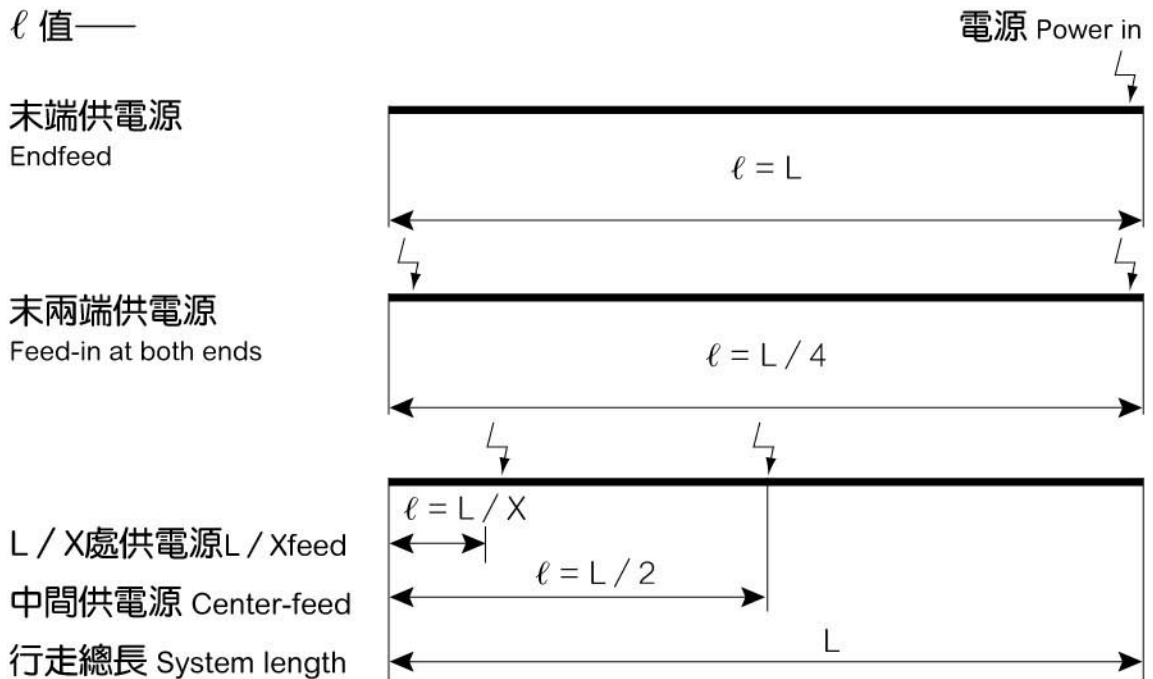 ℓ 值——
電源 Power in
末端供電源
Endfeed
ℓ = L
末兩端供電源
Feed-in at both ends
ℓ = L / 4
ℓ = L / X
L / X處供電源L / Xfeed
ℓ = L / 2
中間供電源 Center-feed
L
行走總長 System length